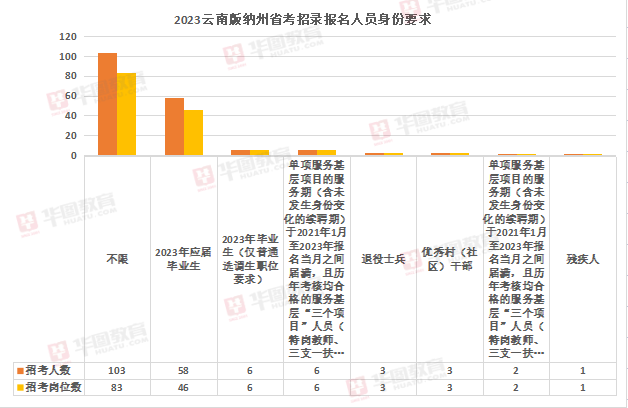 2023云南版纳州省考招录报名人员身份要求
120
100
80
60
40
20
0
不限
2023年应届
毕业生
2023年毕业
生（仅普通
选调生职位
要求）
单项服务基
层项目的服
务期（含未
发生身份变
化的续聘期）
于2021年1月
至2023年报
名当月之间
届满，且历
年考核均合
格的服务基
层“三个项
目”人员（
特岗教师、
三支一扶…
退役士兵
优秀村（社
区）干部
单项服务基
层项目的服
务期（含未
发生身份变
化的续聘期）
于2021年1月
至2023年报
名当月之间
届满，且历
年考核均合
格的服务基
层“三个项
目”人员（
特岗教师、
三支一扶…
残疾人
招考人数 103 58 6 6 3 3 2 1
招考岗位数 83 46 6 6 3 3 2 1
华图教育
HUATU.COM